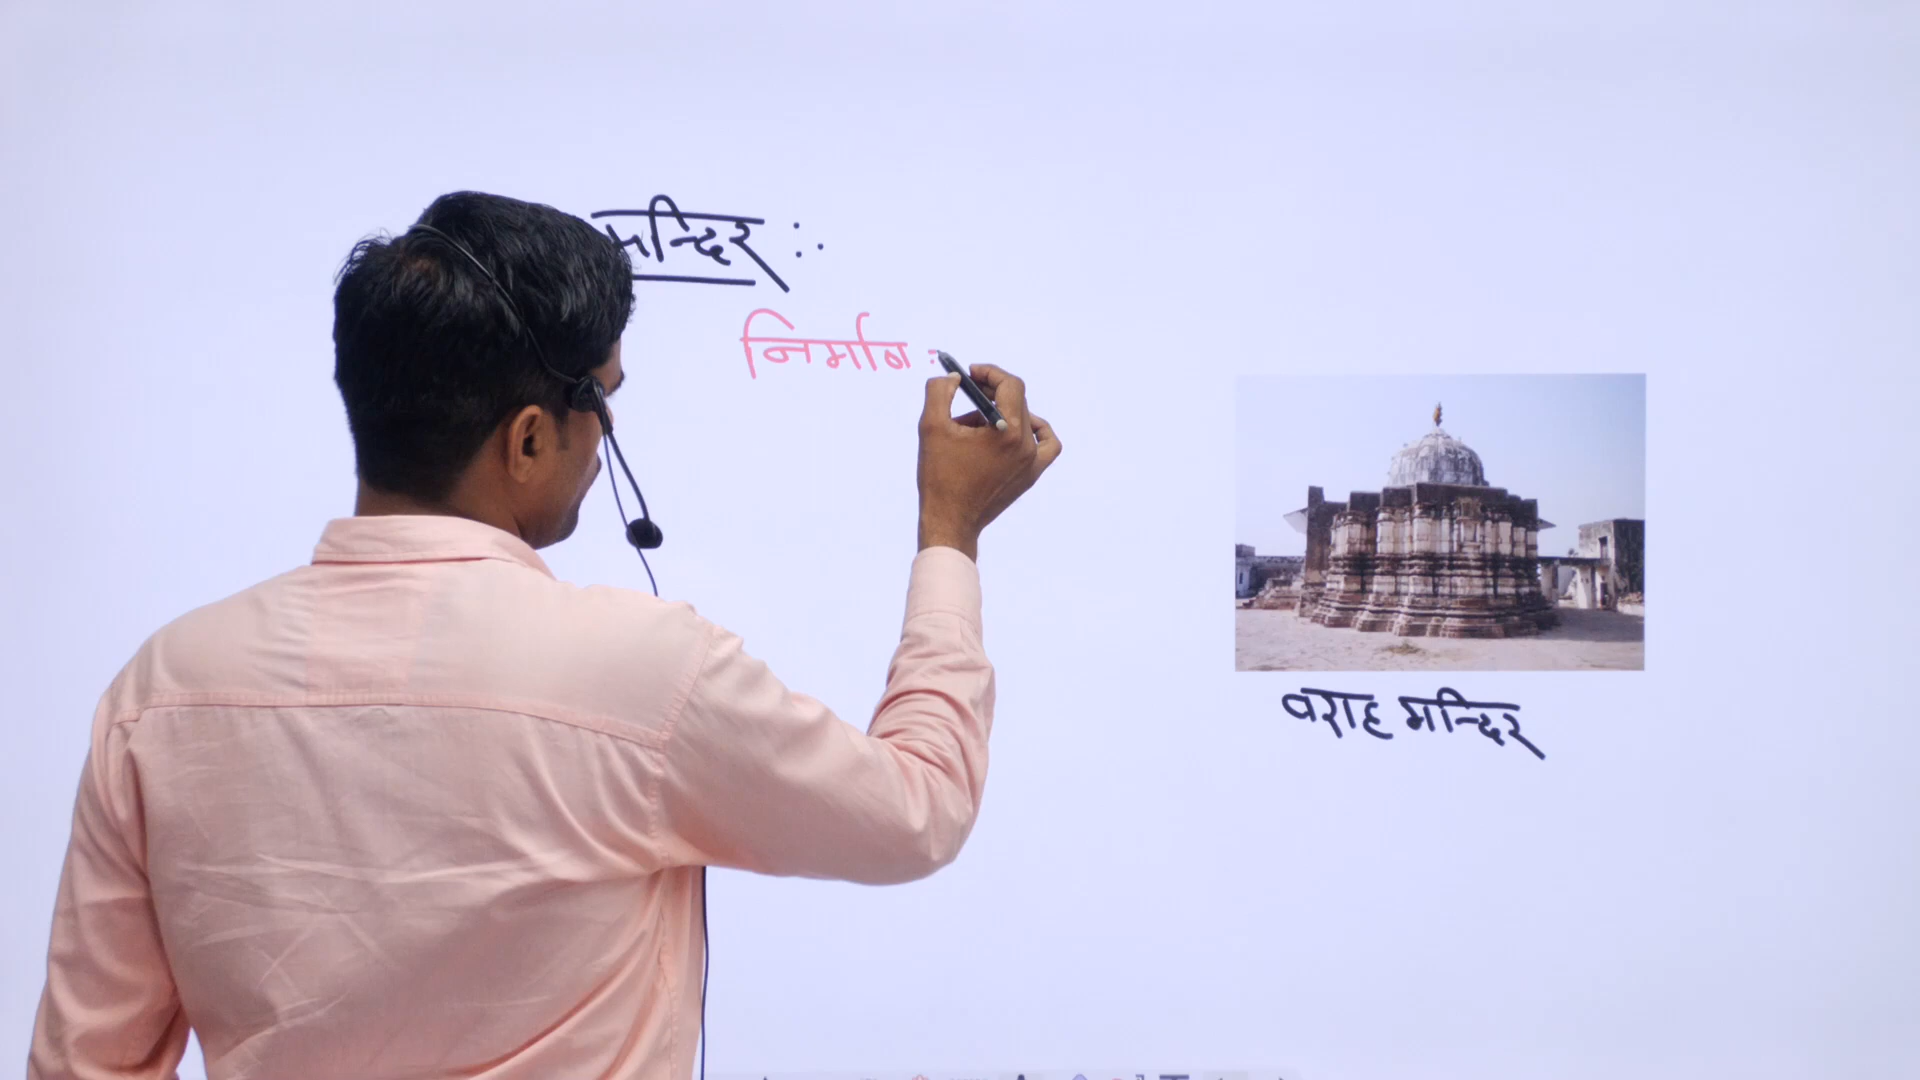 मन्दिर :-
निर्माण :
वराह मन्दिर